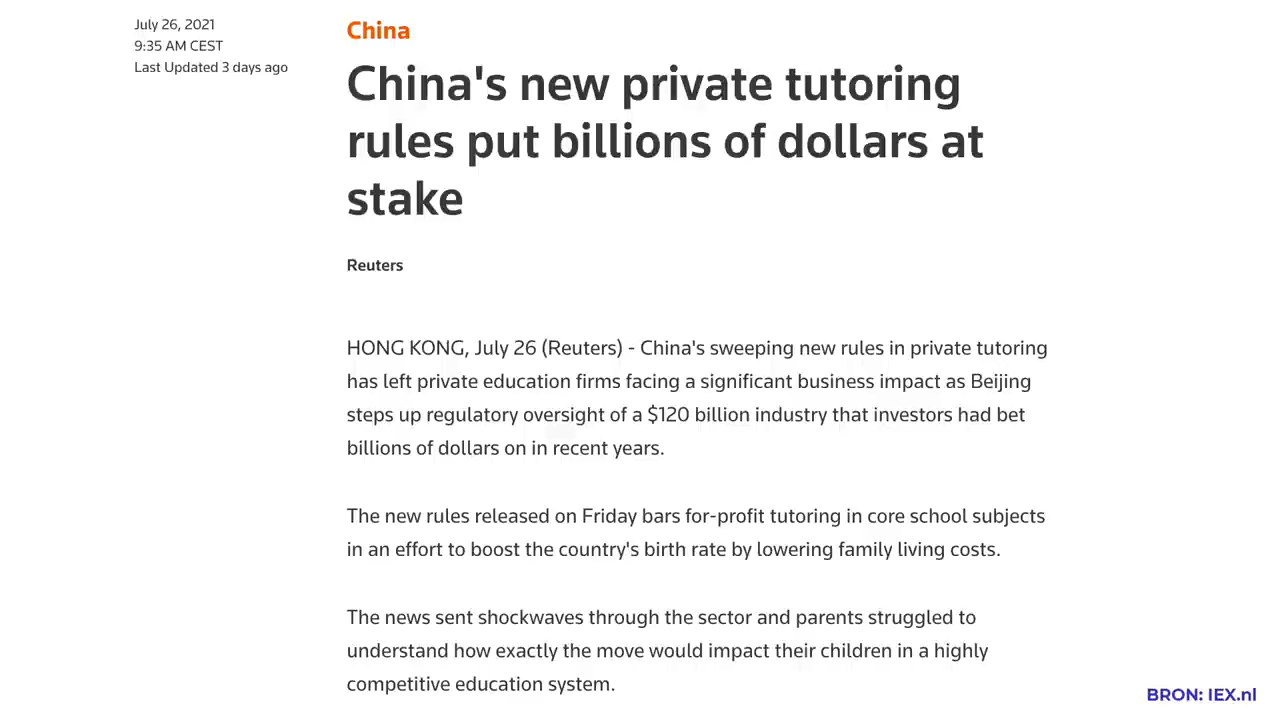 July 26, 2021
9:35 AM CEST
Last Updated 3 days ago
China
China's new private tutoring
rules put billions of dollars at
stake
Reuters
HONG KONG, July 26 (Reuters) - China's sweeping new rules in private tutoring
has left private education firms facing a significant business impact as Beijing
steps up regulatory oversight of a $120 billion industry that investors had bet
billions of dollars on in recent years.
The new rules released on Friday bars for-profit tutoring in core school subjects
in an effort to boost the country's birth rate by lowering family living costs.
The news sent shockwaves through the sector and parents struggled to
understand how exactly the move would impact their children in a highly
competitive education system.
BRON: IEX.nl